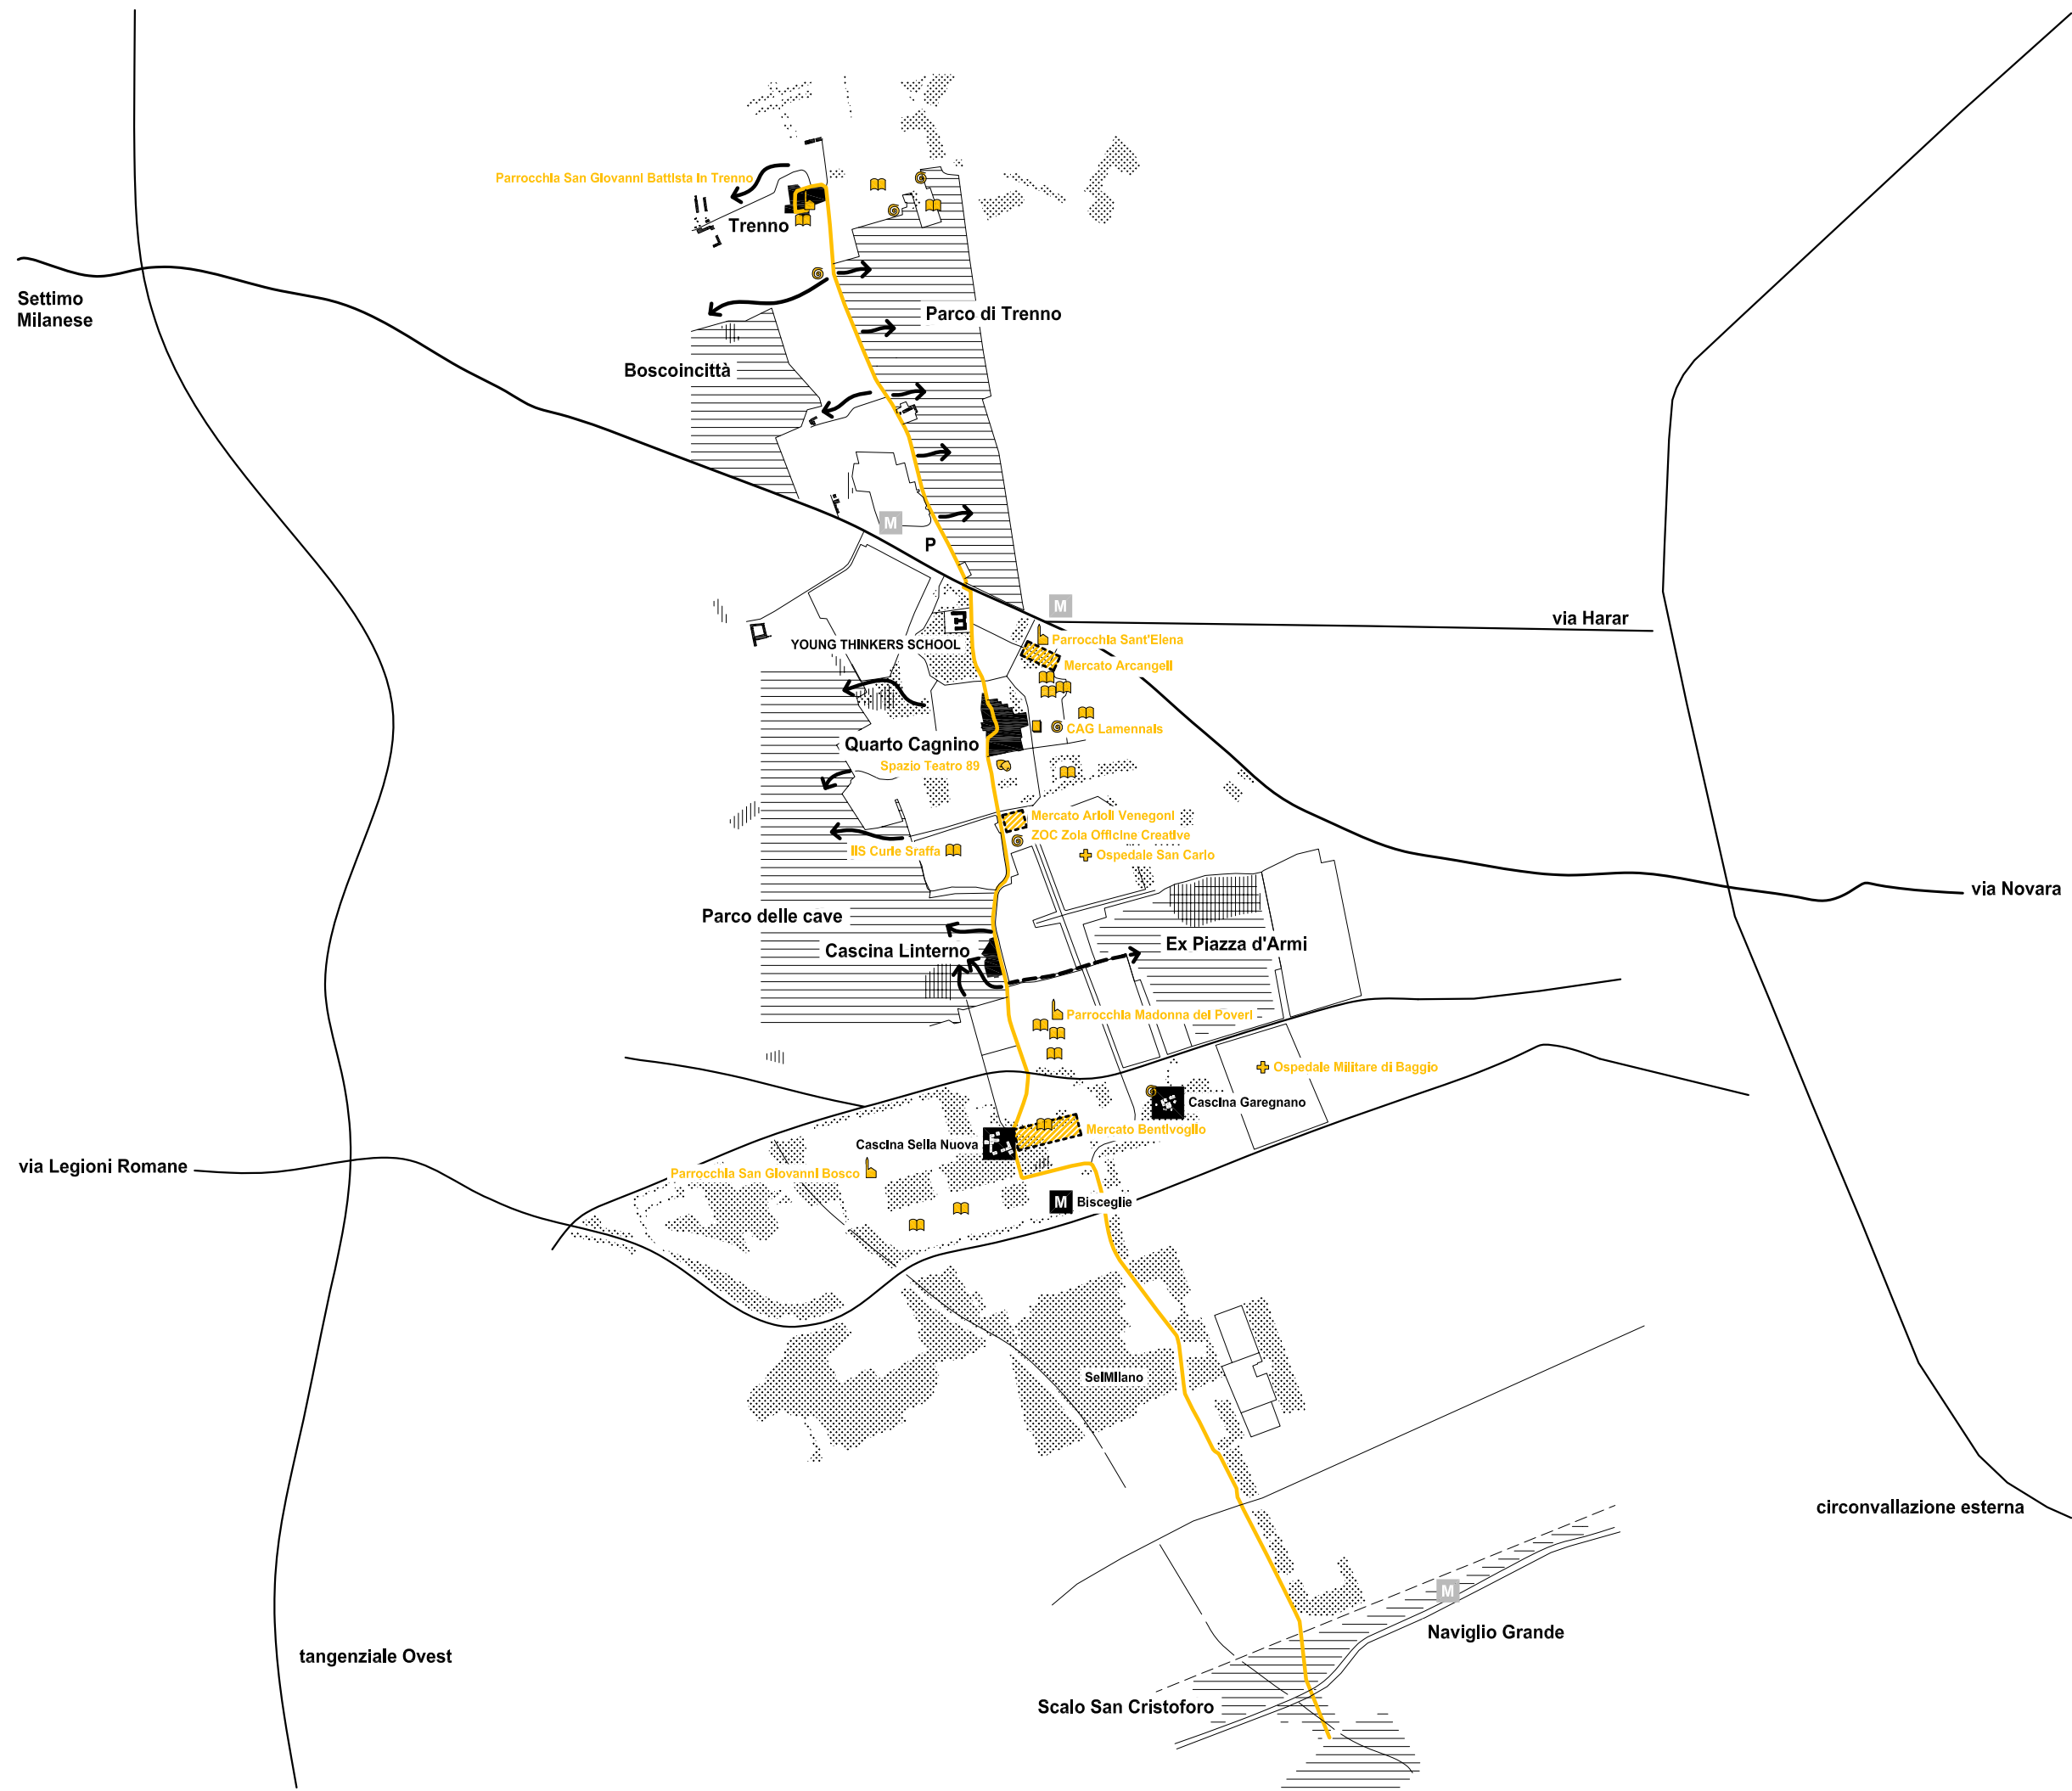 Parrocchia San Giovanni Battista in Trenno
Trenno
Settimo
Milanese
Parco di Trenno
Boscoincittà
M
P
M
via Harar
YOUNG THINKERS SCHOOL
Parrocchia Sant'Elena
Mercato Arcangeli
CAG Lamennais
Quarto Cagnino
Spazio Teatro 89
Mercato Arioli Venegoni
ZOC Zola Officine Creative
IIS Curie Sraffa
Ospedale San Carlo
via Novara
Parco delle cave
Cascina Linterno
Ex Piazza d'Armi
Parrocchia Madonna dei Poveri
Ospedale Militare di Baggio
Cascina Garegnano
Mercato Bentivoglio
Cascina Sella Nuova
via Legioni Romane
Parrocchia San Giovanni Bosco
M Bisceglie
SeiMilano
circonvallazione esterna
M
Naviglio Grande
tangenziale Ovest
Scalo San Cristoforo